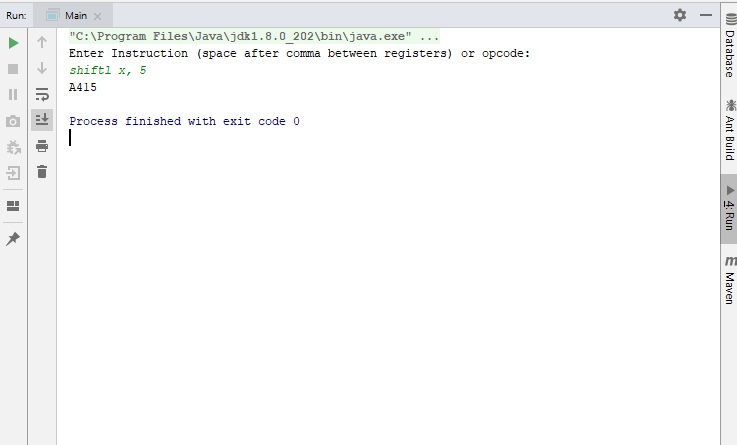 Run:
Main
"C:\Program Files\Java\jdk1.8.0_202\bin\java.exe" ...
Enter Instruction (space after comma between registers) or opcode:
shiftl x, 5
A415
Process finished with exit code 0
Database
Ant Build
4: Run
m
Maven